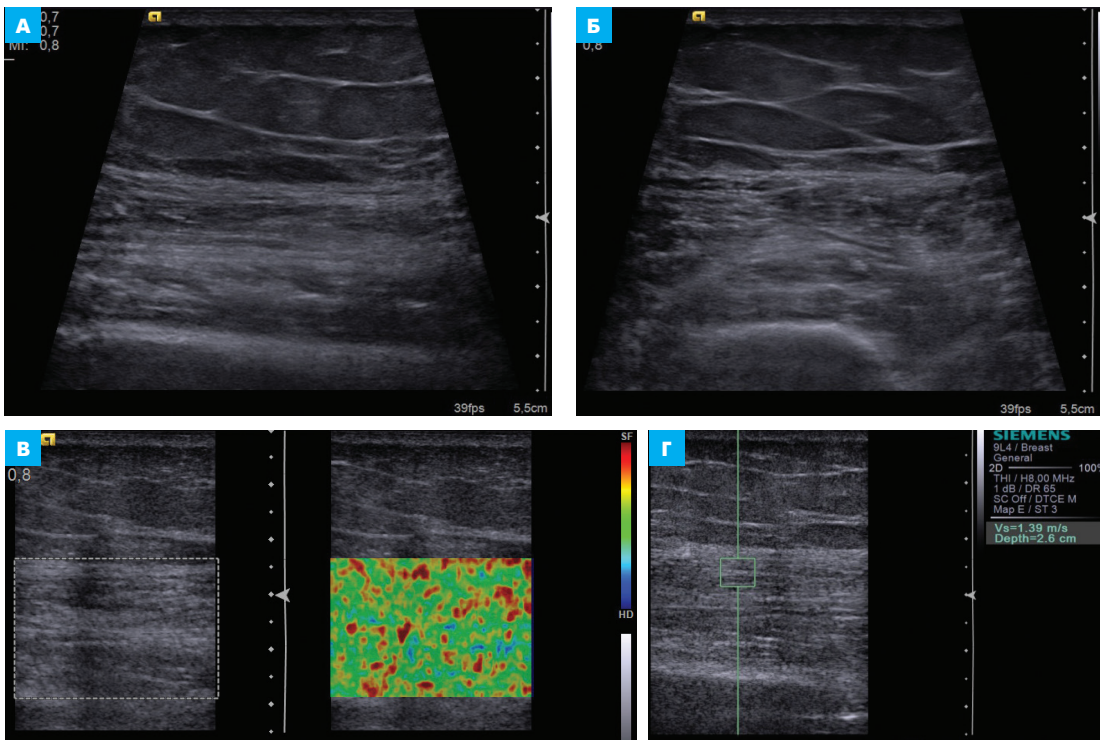 А
0,7
0,7
MI: 0,8
39fps 5,5cm
Б
0,8
39fps 5,5cm
В
0,8
SF
HD
Г
SIEMENS
9L4 / Breast
General
2D 100%
THI / H8,00 MHz
1 dB / DR 65
SC Off / DTCE M
Map E / ST 3
Vs=1.39 m/s
Depth=2.6 cm